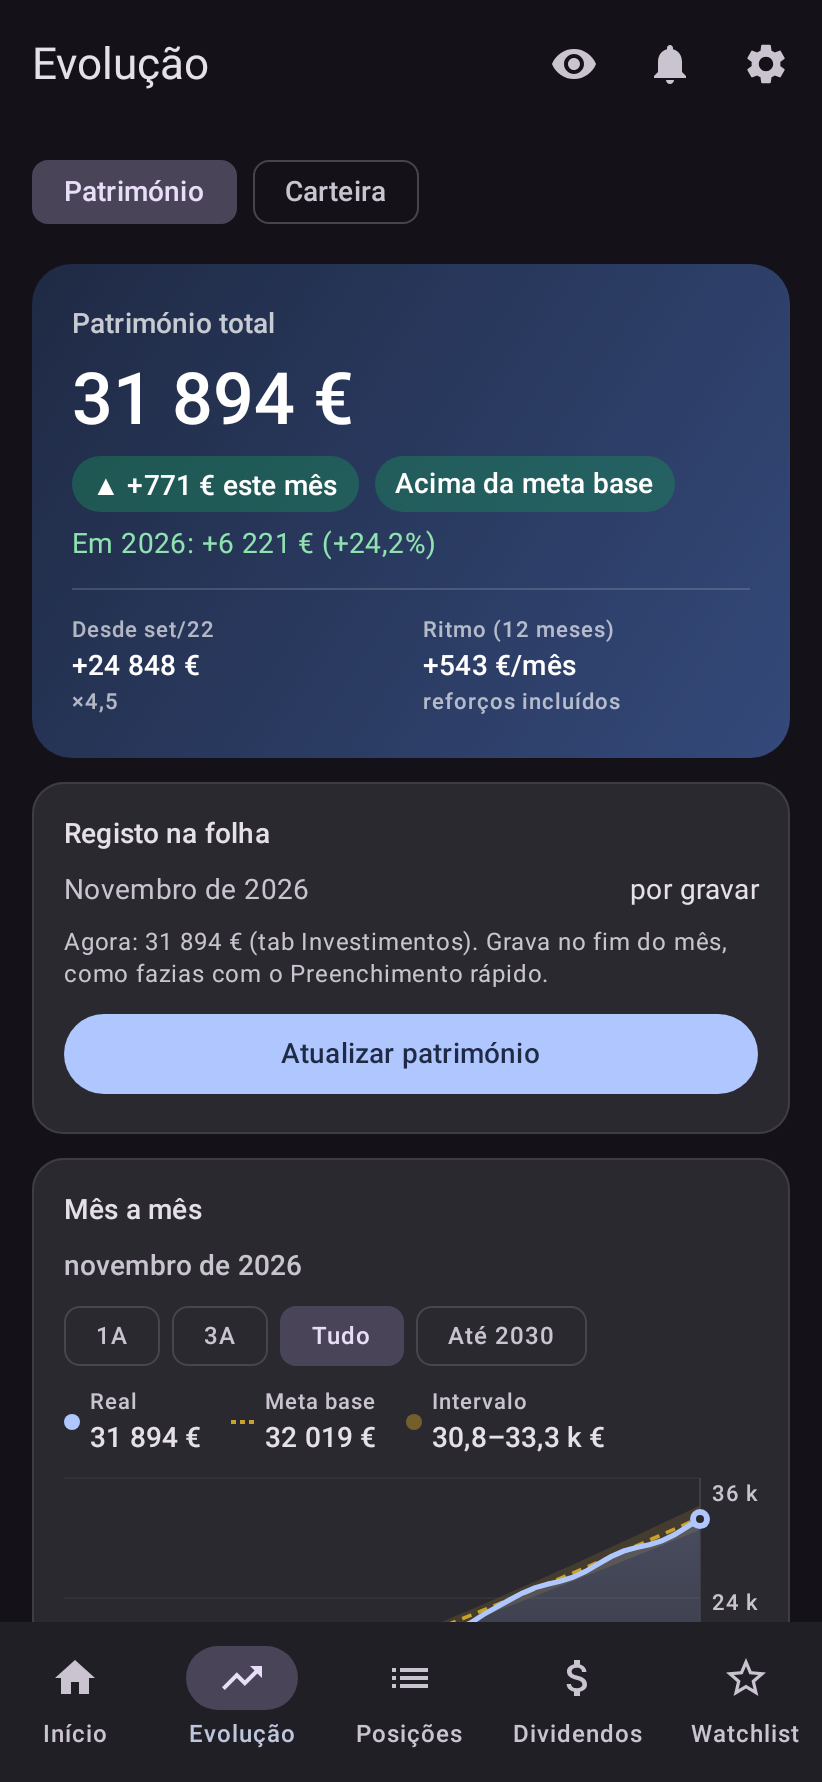 Evolução
Património
Carteira
Património total
31 894 €
▲ +771 € este mês
Acima da meta base
Em 2026: +6 221 € (+24,2%)
Desde set/22
+24 848 €
×4,5
Ritmo (12 meses)
+543 €/mês
reforços incluídos
Registo na folha
Novembro de 2026
por gravar
Agora: 31 894 € (tab Investimentos). Grava no fim do mês,
como fazias com o Preenchimento rápido.
Atualizar património
Mês a mês
novembro de 2026
1A
3A
Tudo
Até 2030
Real
31 894 €
Meta base
32 019 €
Intervalo
30,8–33,3 k €
36 k
24 k
Início
Evolução
Posições
Dividendos
Watchlist